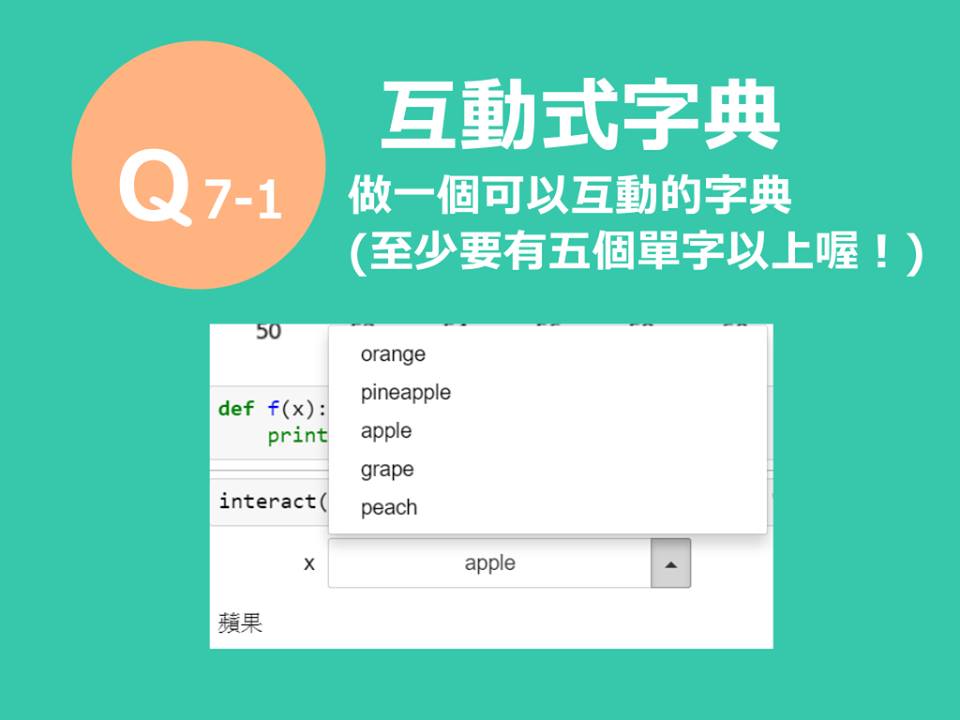 Q 7-1
互動式字典
做一個可以互動的字典
(至少要有五個單字以上喔！)
50
orange
pineapple
def f(x):
apple
print
grape
interact(
peach
x
apple
蘋果